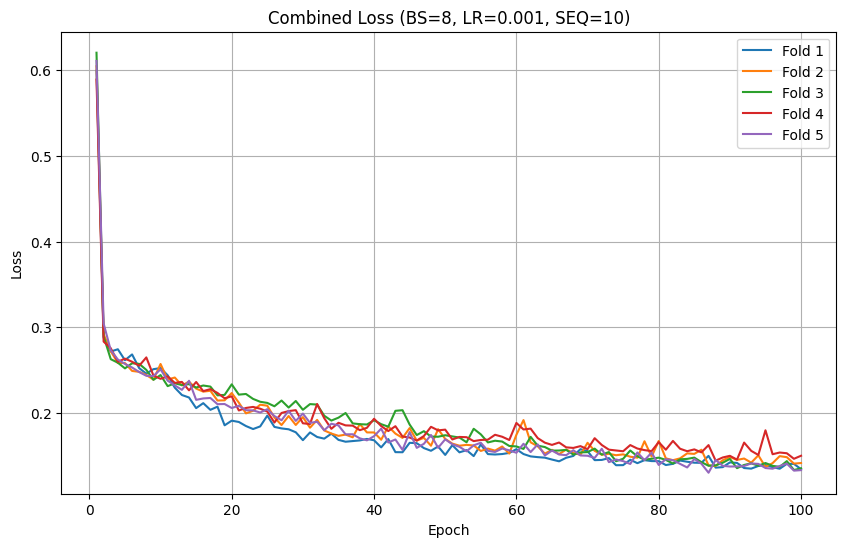 Combined Loss (BS=8, LR=0.001, SEQ=10)
Fold 1
Fold 2
Fold 3
Fold 4
Fold 5
Loss
0.6
0.5
0.4
0.3
0.2
0 20 40 60 80 100
Epoch